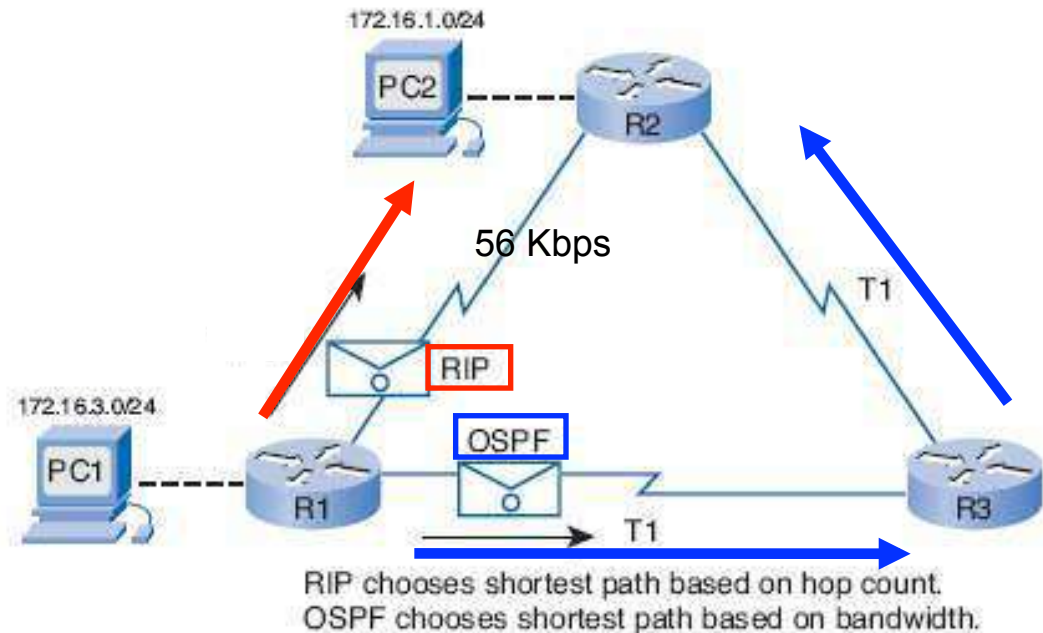 172.16.1.0/24
PC2
R2
56 Kbps
T1
RIP
172.16.3.0/24
OSPF
PC1
R1
R3
T1
RIP chooses shortest path based on hop count.
OSPF chooses shortest path based on bandwidth.